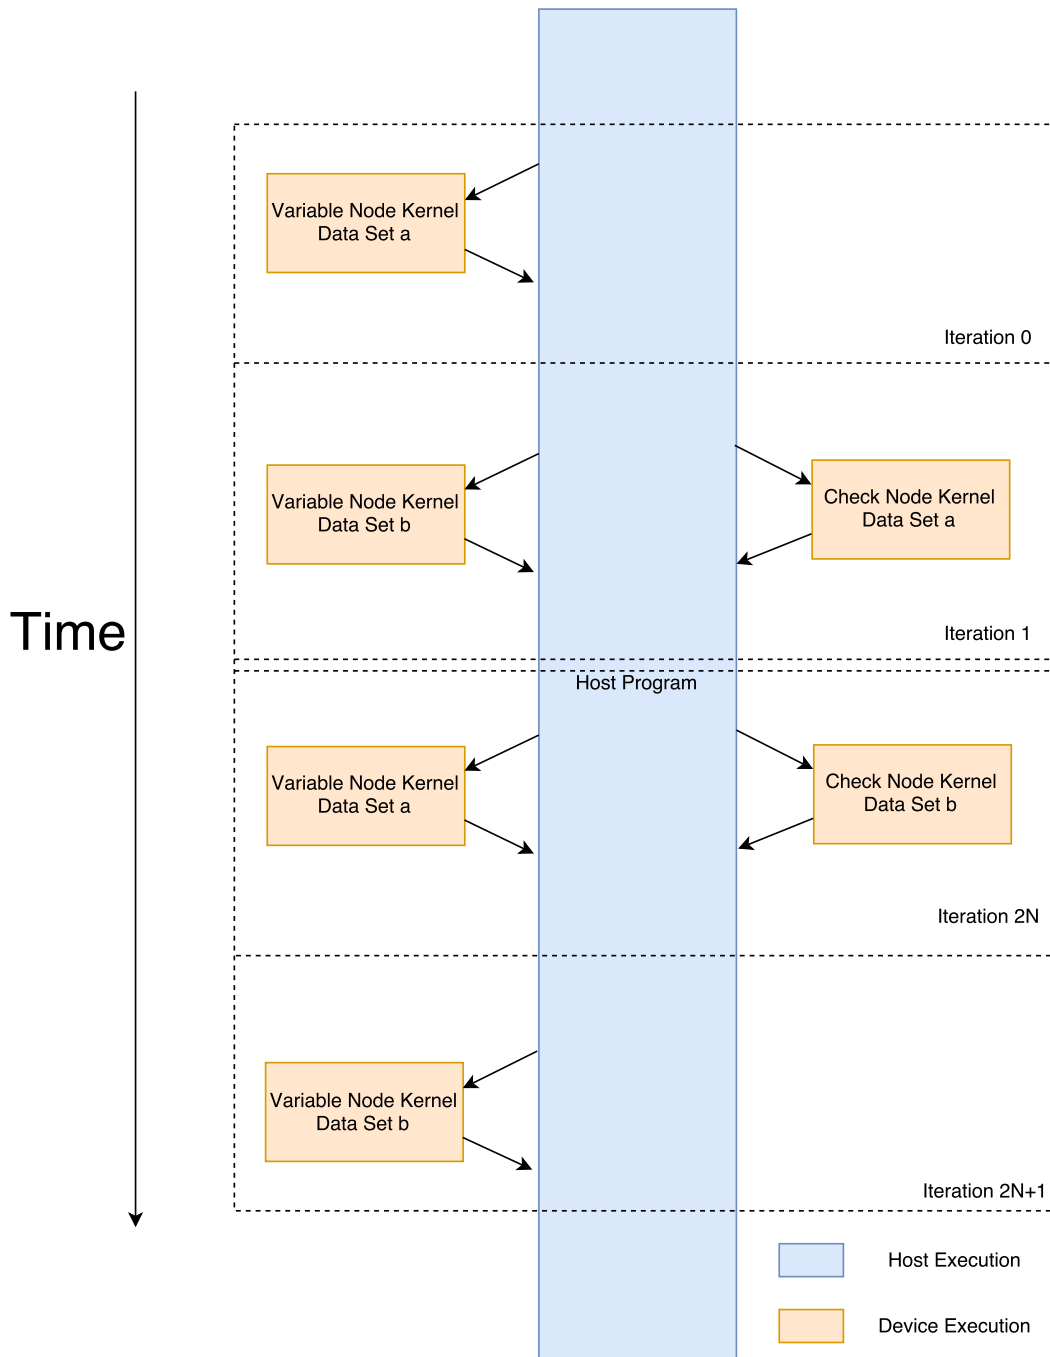 Variable Node Kernel
Data Set a
Iteration 0
Variable Node Kernel
Data Set b
Check Node Kernel
Data Set a
Time
Iteration 1
Host Program
Variable Node Kernel
Data Set a
Check Node Kernel
Data Set b
Iteration 2N
Variable Node Kernel
Data Set b
Iteration 2N+1
Host Execution
Device Execution